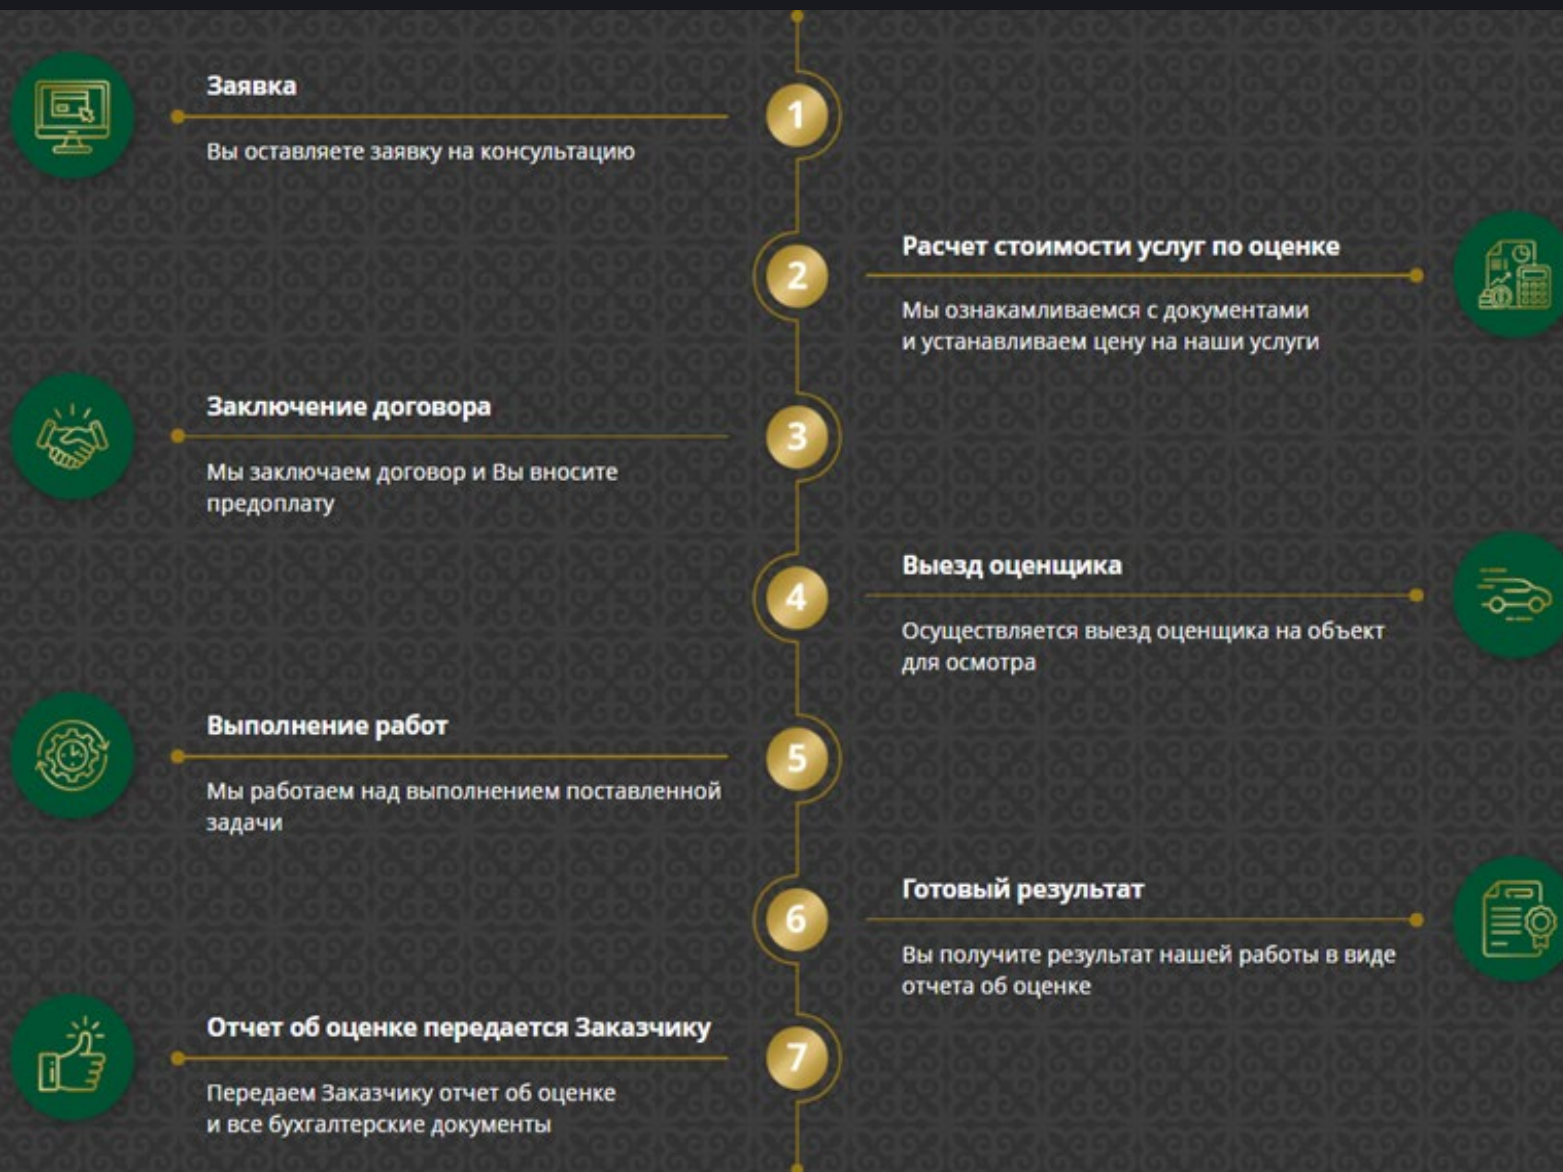 Заявка
1
Вы оставляете заявку на консультацию
2
Расчет стоимости услуг по оценке
Мы ознакамливаемся с документами
и устанавливаем цену на наши услуги
Заключение договора
3
Мы заключаем договор и Вы вносите
предоплату
4
Выезд оценщика
Осуществляется выезд оценщика на объект
для осмотра
Выполнение работ
5
Мы работаем над выполнением поставленной
задачи
6
Готовый результат
Вы получите результат нашей работы в виде
отчета об оценке
Отчет об оценке передается Заказчику
7
Передаем Заказчику отчет об оценке
и все бухгалтерские документы